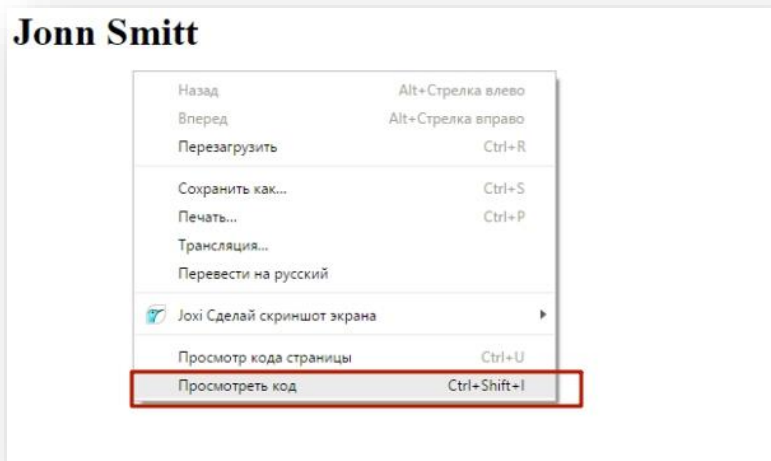 Jonn Smitt
Назад Alt+Стрелка влево
Вперед Alt+Стрелка вправо
Перезагрузить Ctrl+R
Сохранить как... Ctrl+S
Печать... Ctrl+P
Трансляция...
Перевести на русский
Joxi Сделай скриншот экрана
Просмотр кода страницы Ctrl+U
Просмотреть код Ctrl+Shift+I